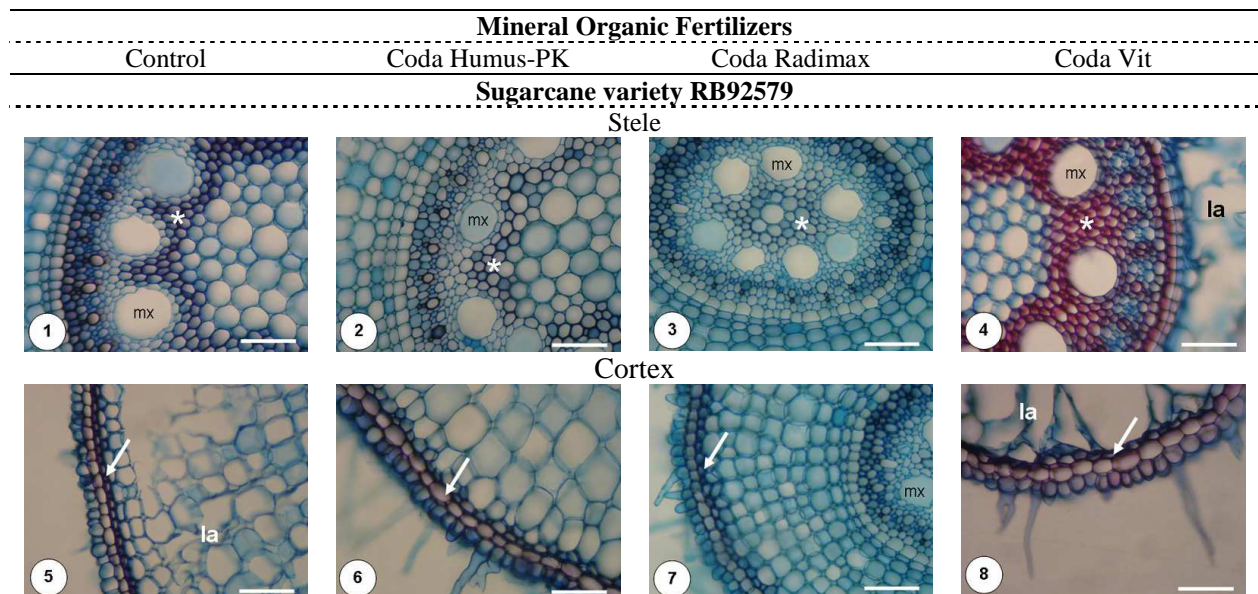 Mineral Organic Fertilizers
Control Coda Humus-PK Coda Radimax Coda Vit
Sugarcane variety RB92579
Stele
mx
*
1
mx
*
2
mx
*
3
mx
la
*
4
Cortex
la
5
6
mx
7
la
8